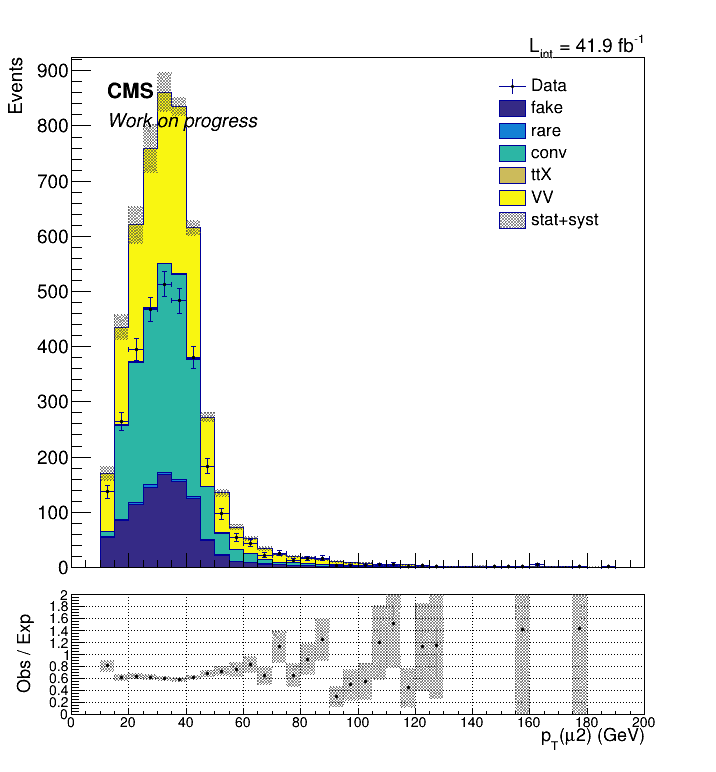 L_int = 41.9 fb^-1
Events
900
800
700
600
500
400
300
200
100
0
CMS
Work on progress
Data
fake
rare
conv
ttX
VV
stat+syst
Obs / Exp
2
1.8
1.6
1.4
1.2
1
0.8
0.6
0.4
0.2
0
0 20 40 60 80 100 120 140 160 180 200
p_T(μ2) (GeV)